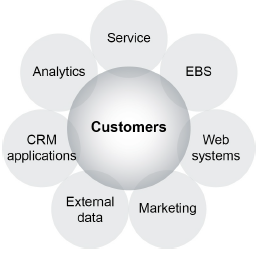 Service
Analytics
EBS
Customers
CRM
applications
Web
systems
External
data
Marketing